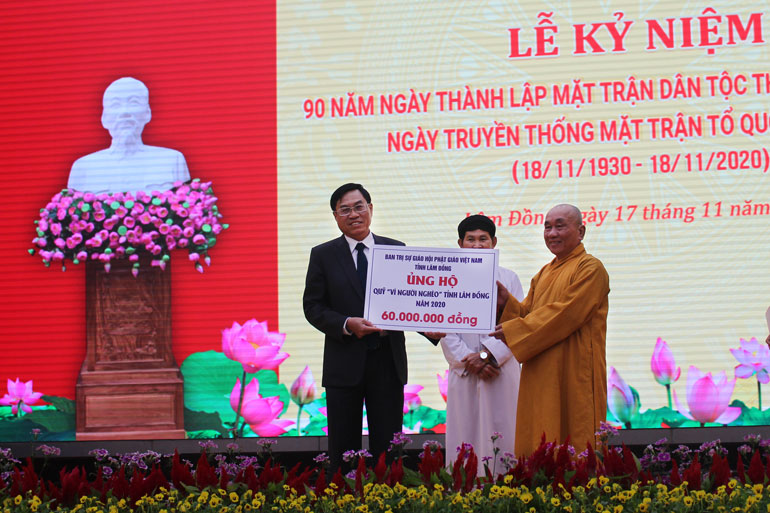 LỄ KỶ NIỆM
90 NĂM NGÀY THÀNH LẬP MẶT TRẬN DÂN TỘC TH
NGÀY TRUYỀN THỐNG MẶT TRẬN TỔ QUỐ
(18/11/1930 - 18/11/2020)
Lâm Đồng, ngày 17 tháng 11 năm
BAN TRỊ SỰ GIÁO HỘI PHẬT GIÁO VIỆT NAM
TỈNH LÂM ĐỒNG
ỦNG HỘ
QUỸ "VÌ NGƯỜI NGHÈO" TỈNH LÂM ĐỒNG
NĂM 2020
60.000.000 đồng